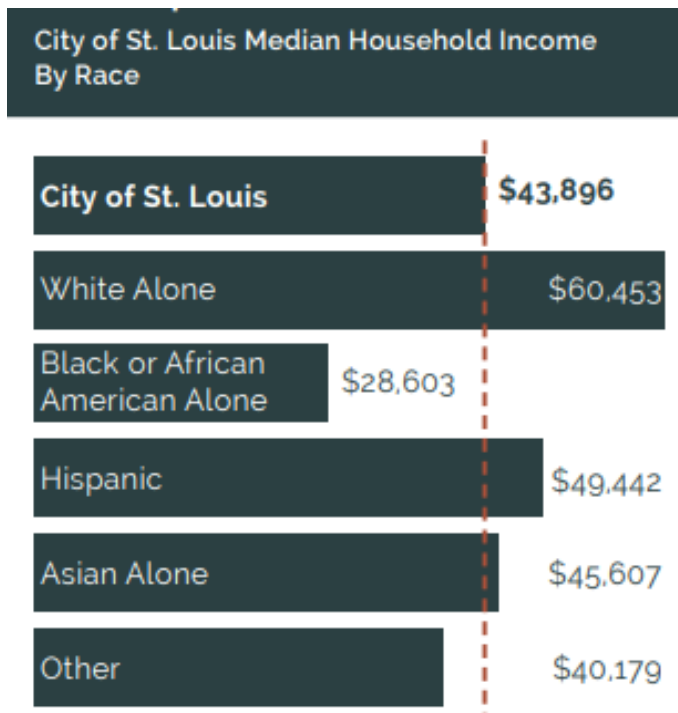 City of St. Louis Median Household Income
By Race
City of St. Louis $43,896
White Alone $60,453
Black or African
American Alone $28,603
Hispanic $49,442
Asian Alone $45,607
Other $40,179